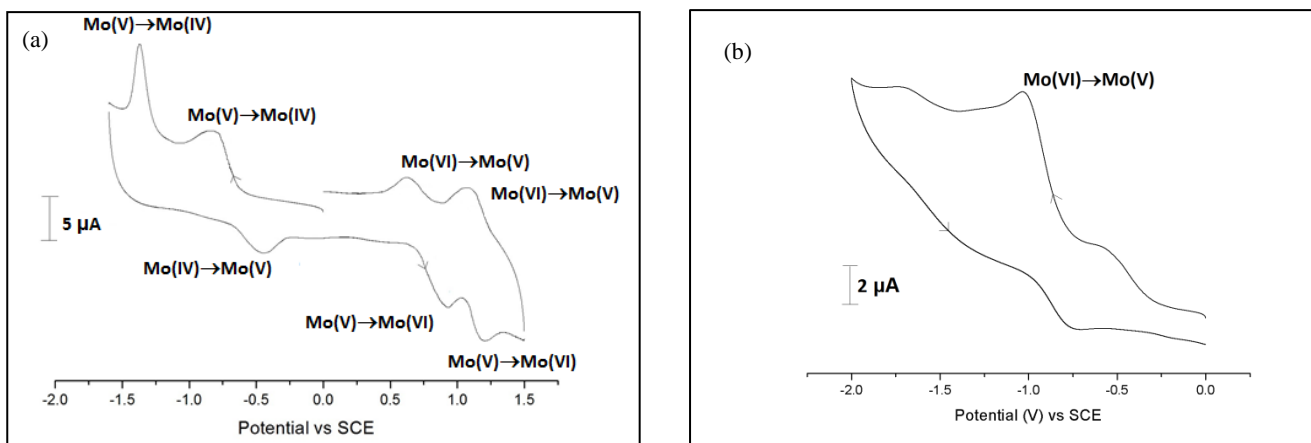 (a)
Mo(V)→Mo(IV)
Mo(V)→Mo(IV)
Mo(VI)→Mo(V)
Mo(VI)→Mo(V)
5 µA
Mo(IV)→Mo(V)
Mo(V)→Mo(VI)
Mo(V)→Mo(VI)
-2.0 -1.5 -1.0 -0.5 0.0 0.5 1.0 1.5
Potential vs SCE
(b)
Mo(VI)→Mo(V)
2 µA
-2.0 -1.5 -1.0 -0.5 0.0
Potential (V) vs SCE